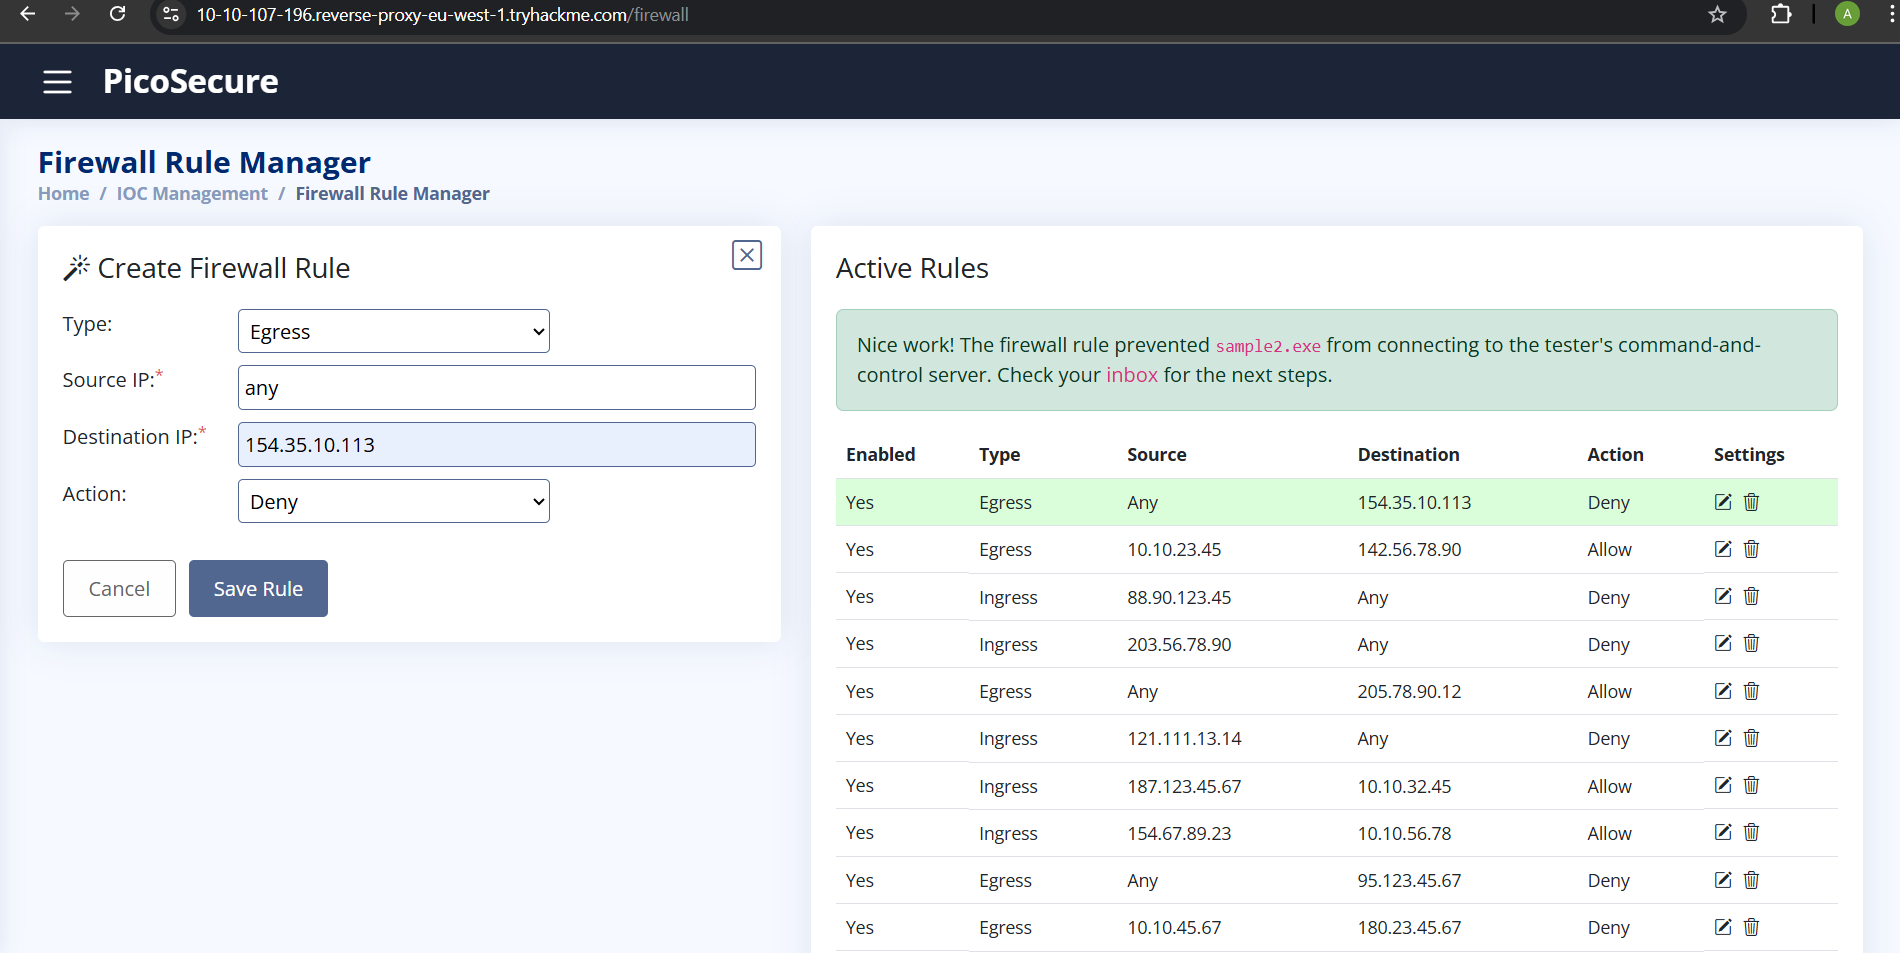 10-10-107-196.reverse-proxy-eu-west-1.tryhackme.com/firewall
A
PicoSecure
Firewall Rule Manager
Home / IOC Management / Firewall Rule Manager
Create Firewall Rule
Type:
Egress
Source IP:*
any
Destination IP:*
154.35.10.113
Action:
Deny
Cancel
Save Rule
Active Rules
Nice work! The firewall rule prevented sample2.exe from connecting to the tester's command-and-
control server. Check your inbox for the next steps.
Enabled Type Source Destination Action Settings
Yes Egress Any 154.35.10.113 Deny
Yes Egress 10.10.23.45 142.56.78.90 Allow
Yes Ingress 88.90.123.45 Any Deny
Yes Ingress 203.56.78.90 Any Deny
Yes Egress Any 205.78.90.12 Allow
Yes Ingress 121.111.13.14 Any Deny
Yes Ingress 187.123.45.67 10.10.32.45 Allow
Yes Ingress 154.67.89.23 10.10.56.78 Allow
Yes Egress Any 95.123.45.67 Deny
Yes Egress 10.10.45.67 180.23.45.67 Deny